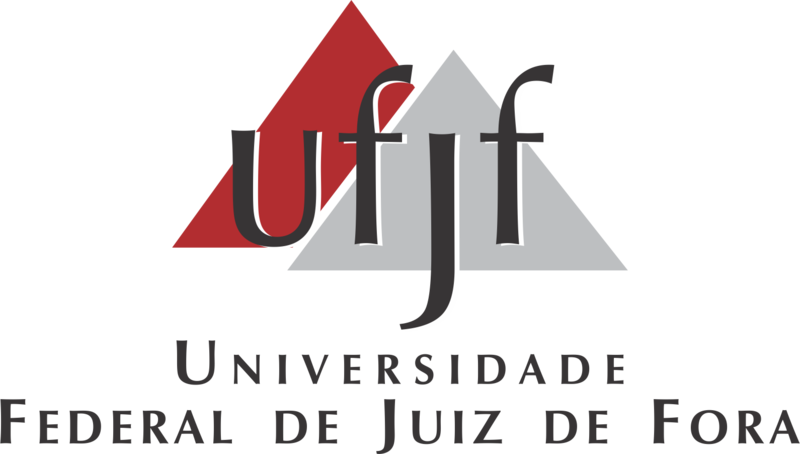 ufjf
UNIVERSIDADE
FEDERAL DE JUIZ DE FORA